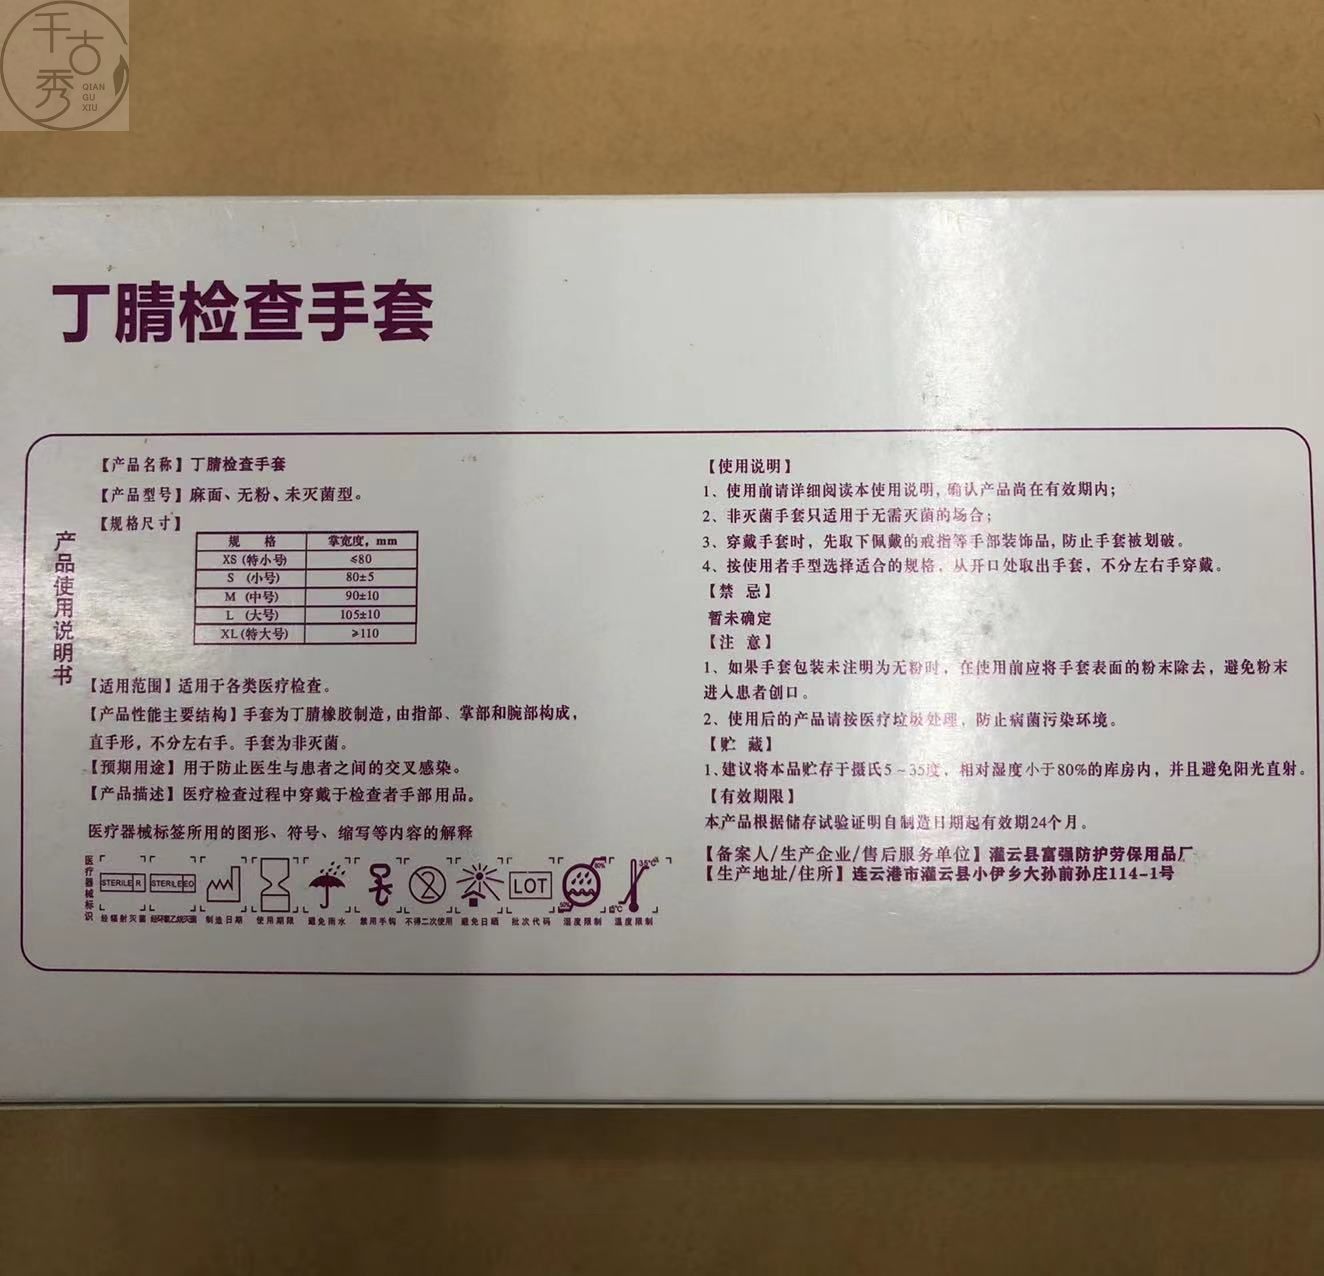 千古秀
QIAN
GU
XIU
丁腈检查手套
产品使用说明书
【产品名称】丁腈检查手套
【产品型号】麻面、无粉、未灭菌型。
【规格尺寸】
规 格 掌宽度，mm
XS (特小号) ≤80
S (小号) 80±5
M (中号) 90±10
L (大号) 105±10
XL (特大号) ≥110
【适用范围】适用于各类医疗检查。
【产品性能主要结构】手套为丁腈橡胶制造，由指部、掌部和腕部构成，
直手形，不分左右手。手套为非灭菌。
【预期用途】用于防止医生与患者之间的交叉感染。
【产品描述】医疗检查过程中穿戴于检查者手部用品。
医疗器械标签所用的图形、符号、缩写等内容的解释
医疗器械标识
STERILE R STERILE EO LOT 80% 50% 35℃ 5℃
经辐射灭菌 经环氧乙烷灭菌 制造日期 使用期限 避免雨水 禁用手钩 不得二次使用 避免日晒 批次代码 湿度限制 温度限制
【使用说明】
1、使用前请详细阅读本使用说明，确认产品尚在有效期内；
2、非灭菌手套只适用于无需灭菌的场合；
3、穿戴手套时，先取下佩戴的戒指等手部装饰品，防止手套被划破。
4、按使用者手型选择适合的规格，从开口处取出手套，不分左右手穿戴。
【禁 忌】
暂未确定
【注 意】
1、如果手套包装未注明为无粉时，在使用前应将手套表面的粉末除去，避免粉末
进入患者创口。
2、使用后的产品请按医疗垃圾处理，防止病菌污染环境。
【贮 藏】
1、建议将本品贮存于摄氏5～35度，相对湿度小于80%的库房内，并且避免阳光直射。
【有效期限】
本产品根据储存试验证明自制造日期起有效期24个月。
【备案人/生产企业/售后服务单位】灌云县富强防护劳保用品厂
【生产地址/住所】连云港市灌云县小伊乡大孙前孙庄114-1号